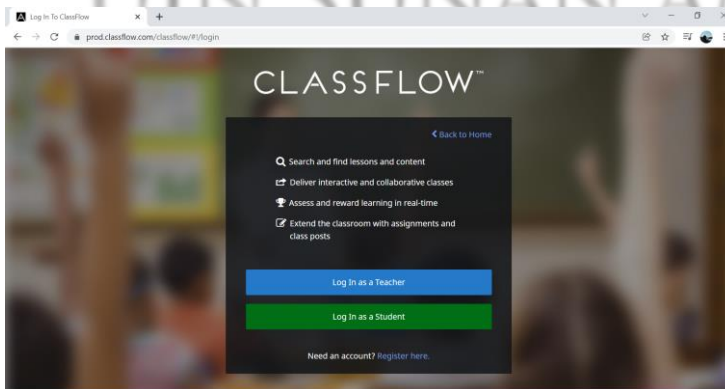 Log In To ClassFlow
prod.classflow.com/classflow/#!/login
CLASSFLOW™
Back to Home
Search and find lessons and content
Deliver interactive and collaborative classes
Assess and reward learning in real-time
Extend the classroom with assignments and
class posts
Log In as a Teacher
Log In as a Student
Need an account? Register here.